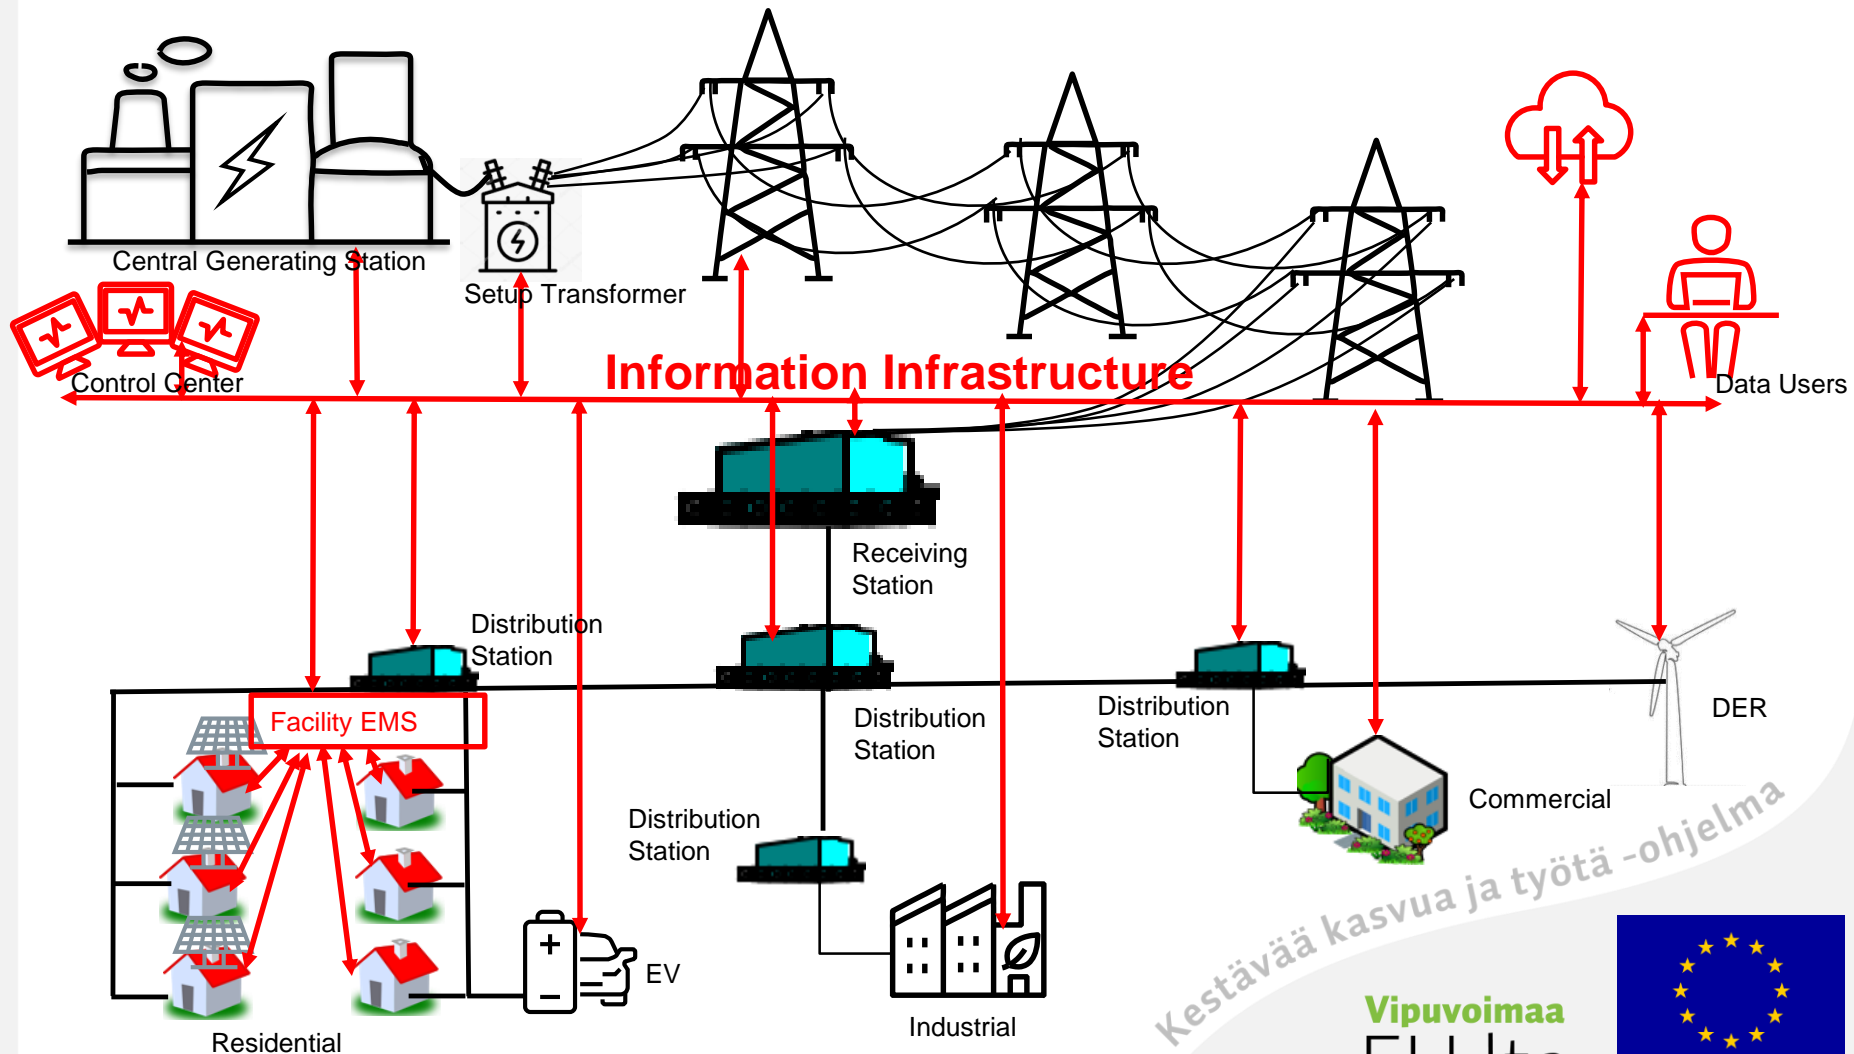 Central Generating Station
Setup Transformer
Control Center
Information Infrastructure
Data Users
Receiving
Station
Distribution
Station
Distribution
Station
Distribution
Station
DER
Facility EMS
Distribution
Station
Commercial
EV
Industrial
Residential
Kestävää kasvua ja työtä -ohjelma
Vipuvoimaa